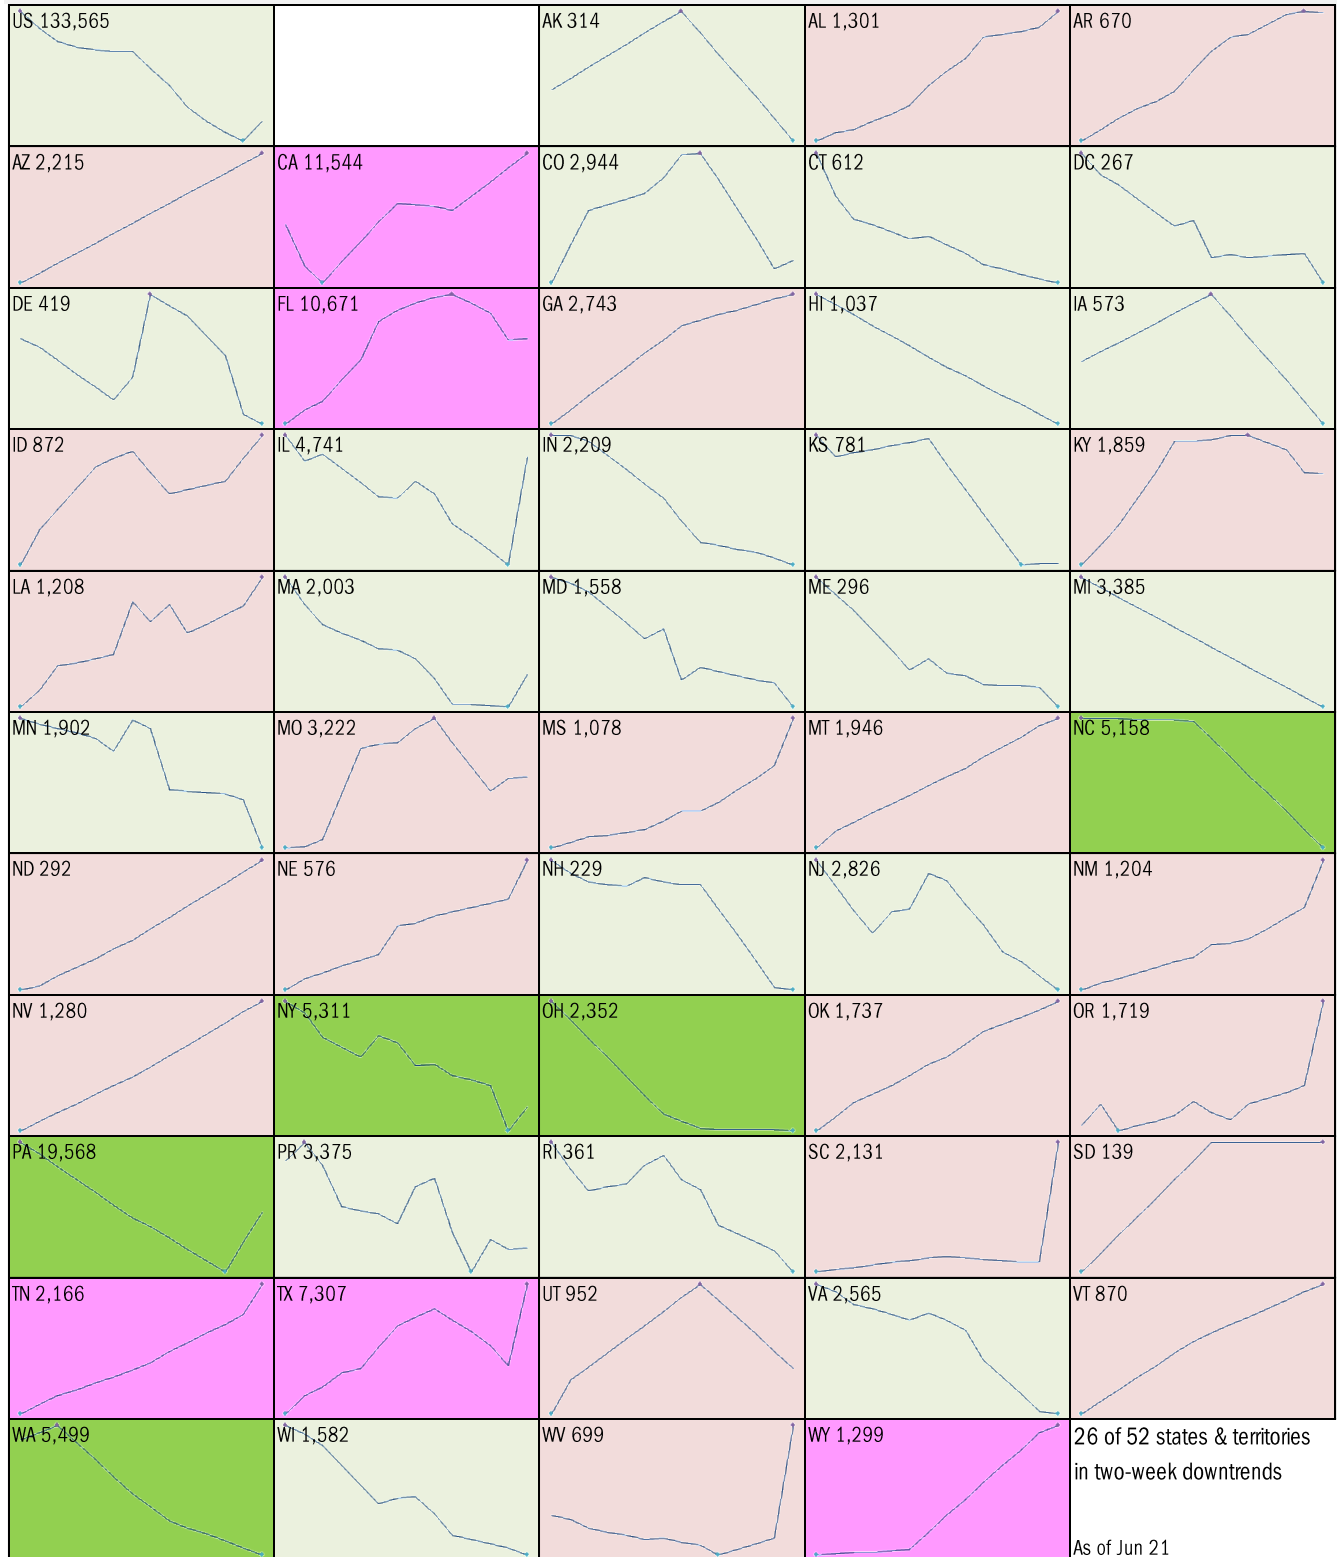 US 133,565
AK 314
AL 1,301
AR 670
AZ 2,215
CA 11,544
CO 2,944
CT 612
DC 267
DE 419
FL 10,671
GA 2,743
HI 1,037
IA 573
ID 872
IL 4,741
IN 2,209
KS 781
KY 1,859
LA 1,208
MA 2,003
MD 1,558
ME 296
MI 3,385
MN 1,902
MO 3,222
MS 1,078
MT 1,946
NC 5,158
ND 292
NE 576
NH 229
NJ 2,826
NM 1,204
NV 1,280
NY 5,311
OH 2,352
OK 1,737
OR 1,719
PA 19,568
PR 3,375
RI 361
SC 2,131
SD 139
TN 2,166
TX 7,307
UT 952
VA 2,565
VT 870
WA 5,499
WI 1,582
WV 699
WY 1,299
26 of 52 states & territories
in two-week downtrends
As of Jun 21